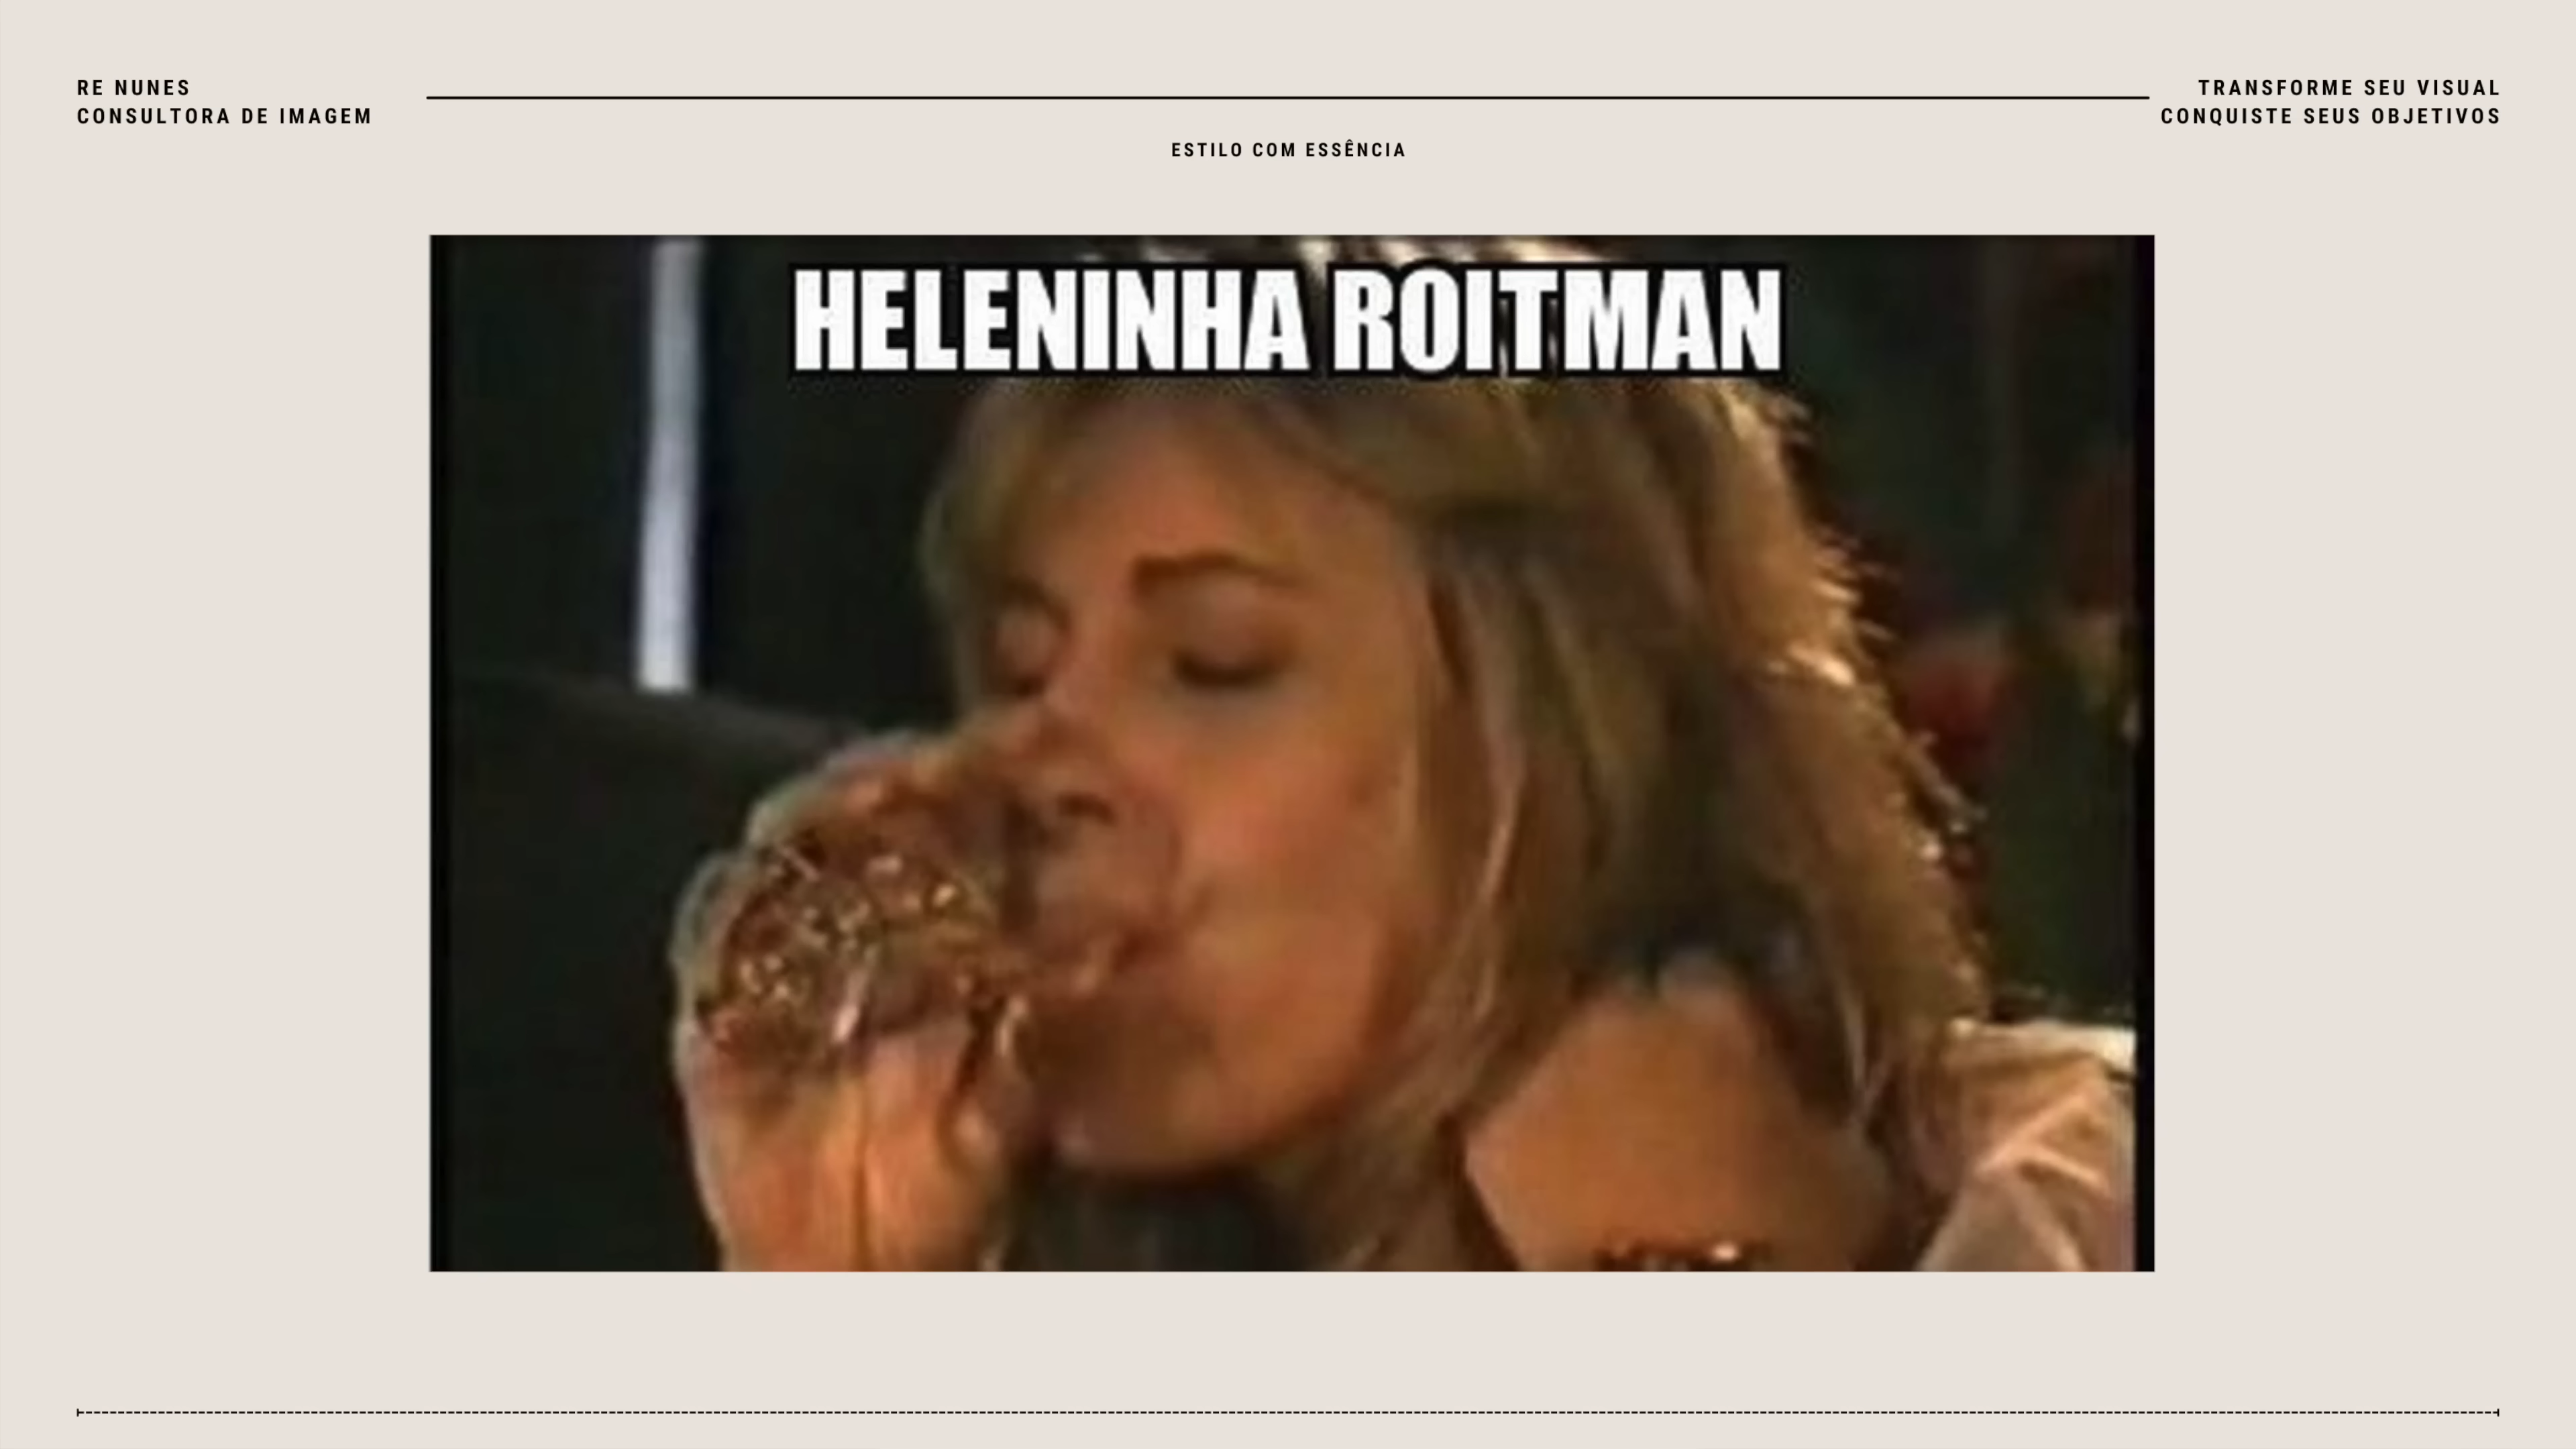 RE NUNES
CONSULTORA DE IMAGEM
TRANSFORME SEU VISUAL
CONQUISTE SEUS OBJETIVOS
ESTILO COM ESSÊNCIA
HELENINHA ROITMAN